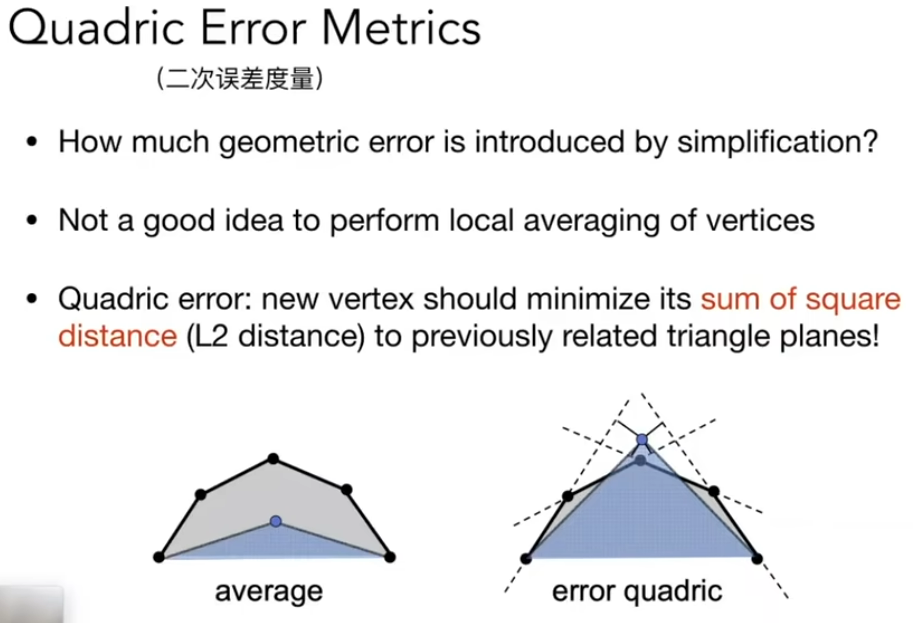 Quadric Error Metrics
(二次误差度量)
• How much geometric error is introduced by simplification?
• Not a good idea to perform local averaging of vertices
• Quadric error: new vertex should minimize its sum of square
distance (L2 distance) to previously related triangle planes!
average
error quadric